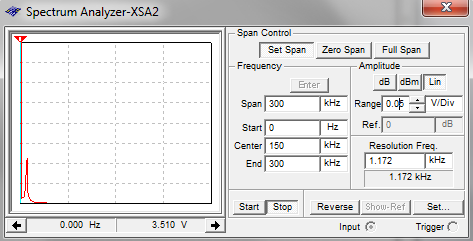 Spectrum Analyzer-XSA2
Span Control
Set Span Zero Span Full Span
Frequency
Enter
Span 300 kHz
Start 0 Hz
Center 150 kHz
End 300 kHz
Amplitude
dB dBm Lin
Range 0.05 V/Div
Ref. 0 dB
Resolution Freq.
1.172 kHz
1.172 kHz
0.000 Hz 3.510 V
Start Stop Reverse Show-Ref Set...
Input Trigger